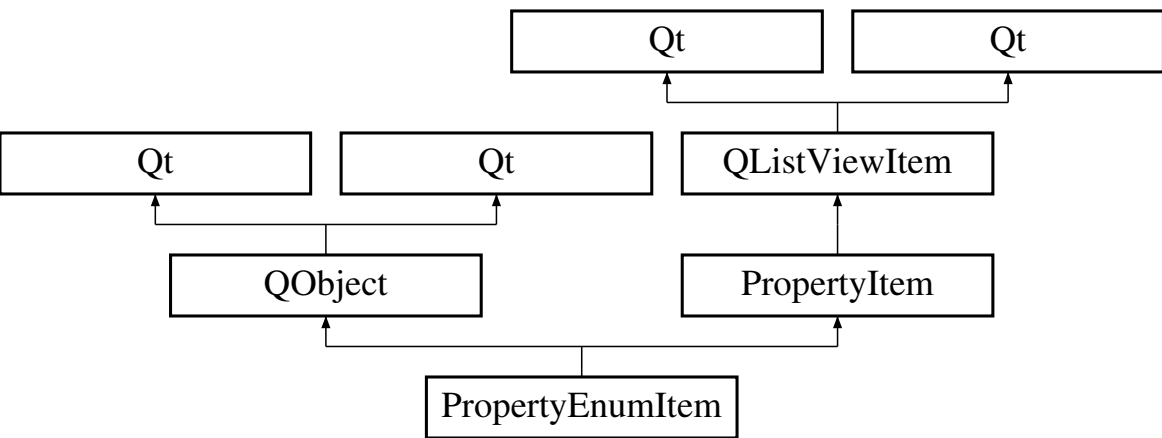 Qt
Qt
Qt
Qt
QListViewItem
QObject
PropertyItem
PropertyEnumItem